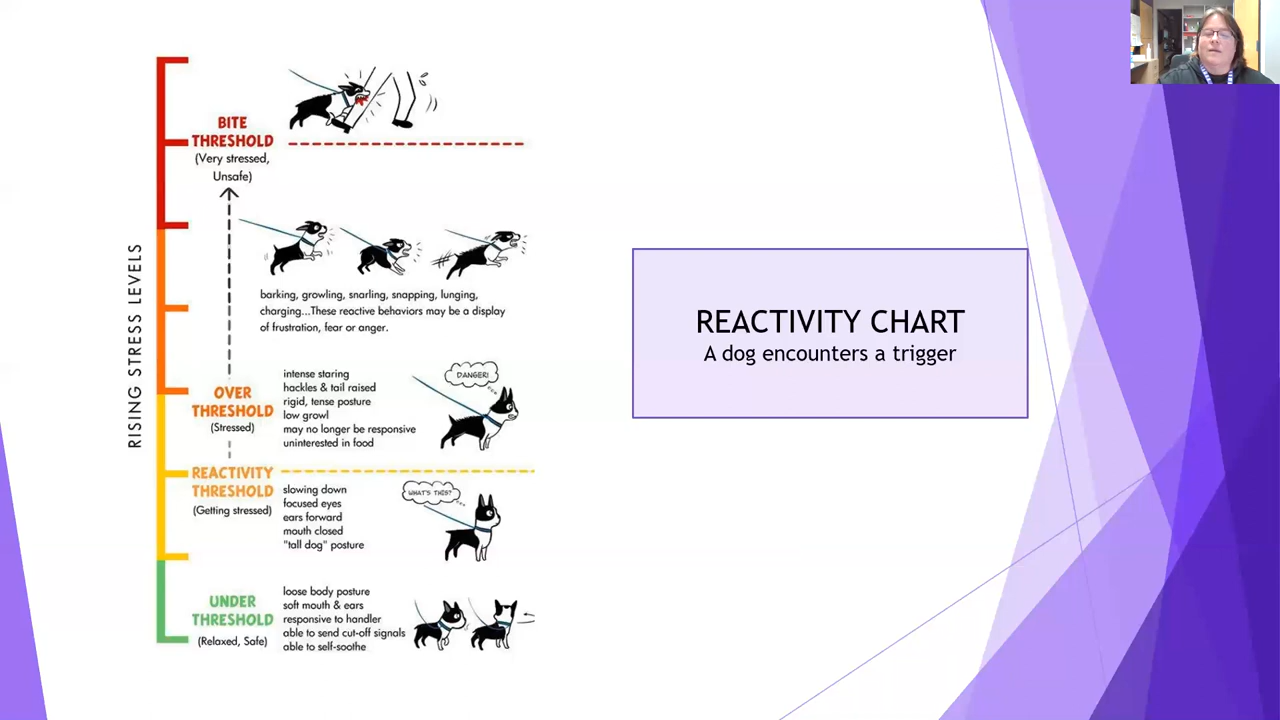 RISING STRESS LEVELS
BITE
THRESHOLD
(Very stressed,
Unsafe)
barking, growling, snarling, snapping, lunging,
charging...These reactive behaviors may be a display
of frustration, fear or anger.
OVER
THRESHOLD
(Stressed)
intense staring
hackles & tail raised
rigid, tense posture
low growl
may no longer be responsive
uninterested in food
DANGER!
REACTIVITY
THRESHOLD
(Getting stressed)
slowing down
focused eyes
ears forward
mouth closed
"tall dog" posture
WHAT'S THIS?
UNDER
THRESHOLD
(Relaxed, Safe)
loose body posture
soft mouth & ears
responsive to handler
able to send cut-off signals
able to self-soothe
REACTIVITY CHART
A dog encounters a trigger